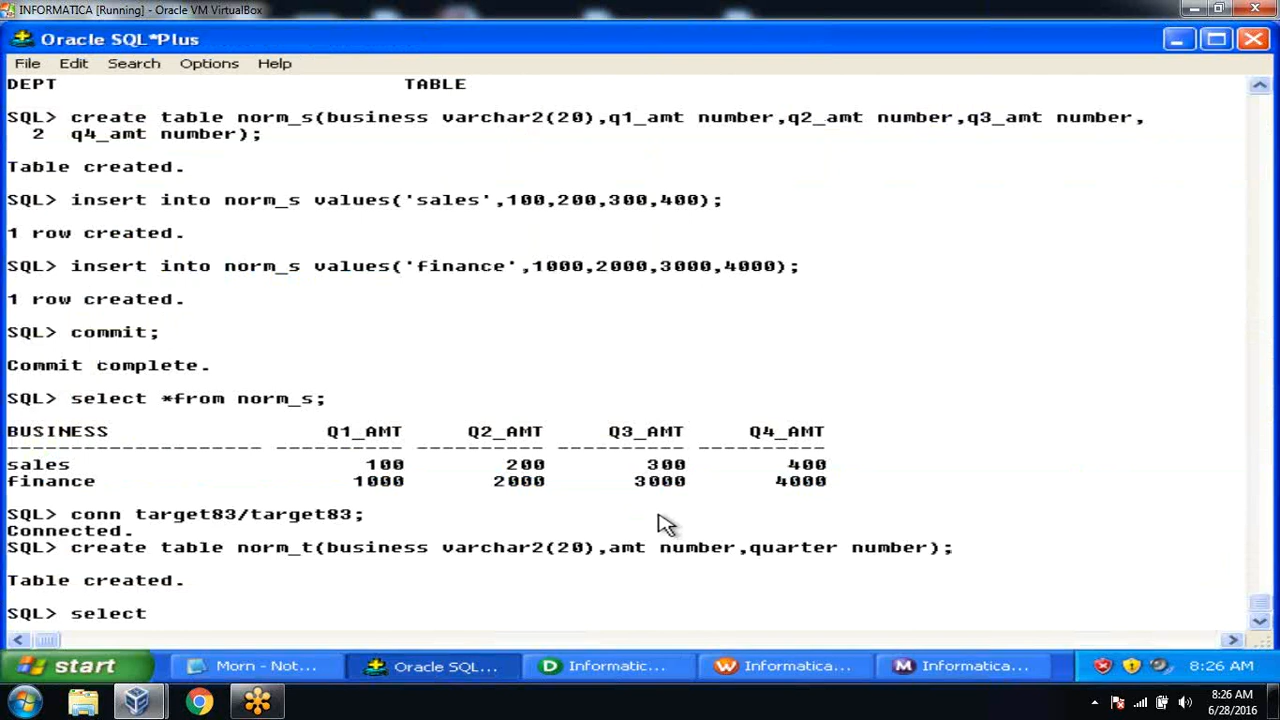 INFORMATICA [Running] - Oracle VM VirtualBox
Oracle SQL*Plus
File Edit Search Options Help
DEPT TABLE
SQL> create table norm_s(business varchar2(20),q1_amt number,q2_amt number,q3_amt number,
2 q4_amt number);
Table created.
SQL> insert into norm_s values('sales',100,200,300,400);
1 row created.
SQL> insert into norm_s values('finance',1000,2000,3000,4000);
1 row created.
SQL> commit;
Commit complete.
SQL> select *from norm_s;
BUSINESS Q1_AMT Q2_AMT Q3_AMT Q4_AMT
-------------------- ---------- ---------- ---------- ----------
sales 100 200 300 400
finance 1000 2000 3000 4000
SQL> conn target83/target83;
Connected.
SQL> create table norm_t(business varchar2(20),amt number,quarter number);
Table created.
SQL> select
start Morn - Not... Oracle SQL... D Informatic... W Informatica... M Informatica... 8:26 AM
8:26 AM
6/28/2016